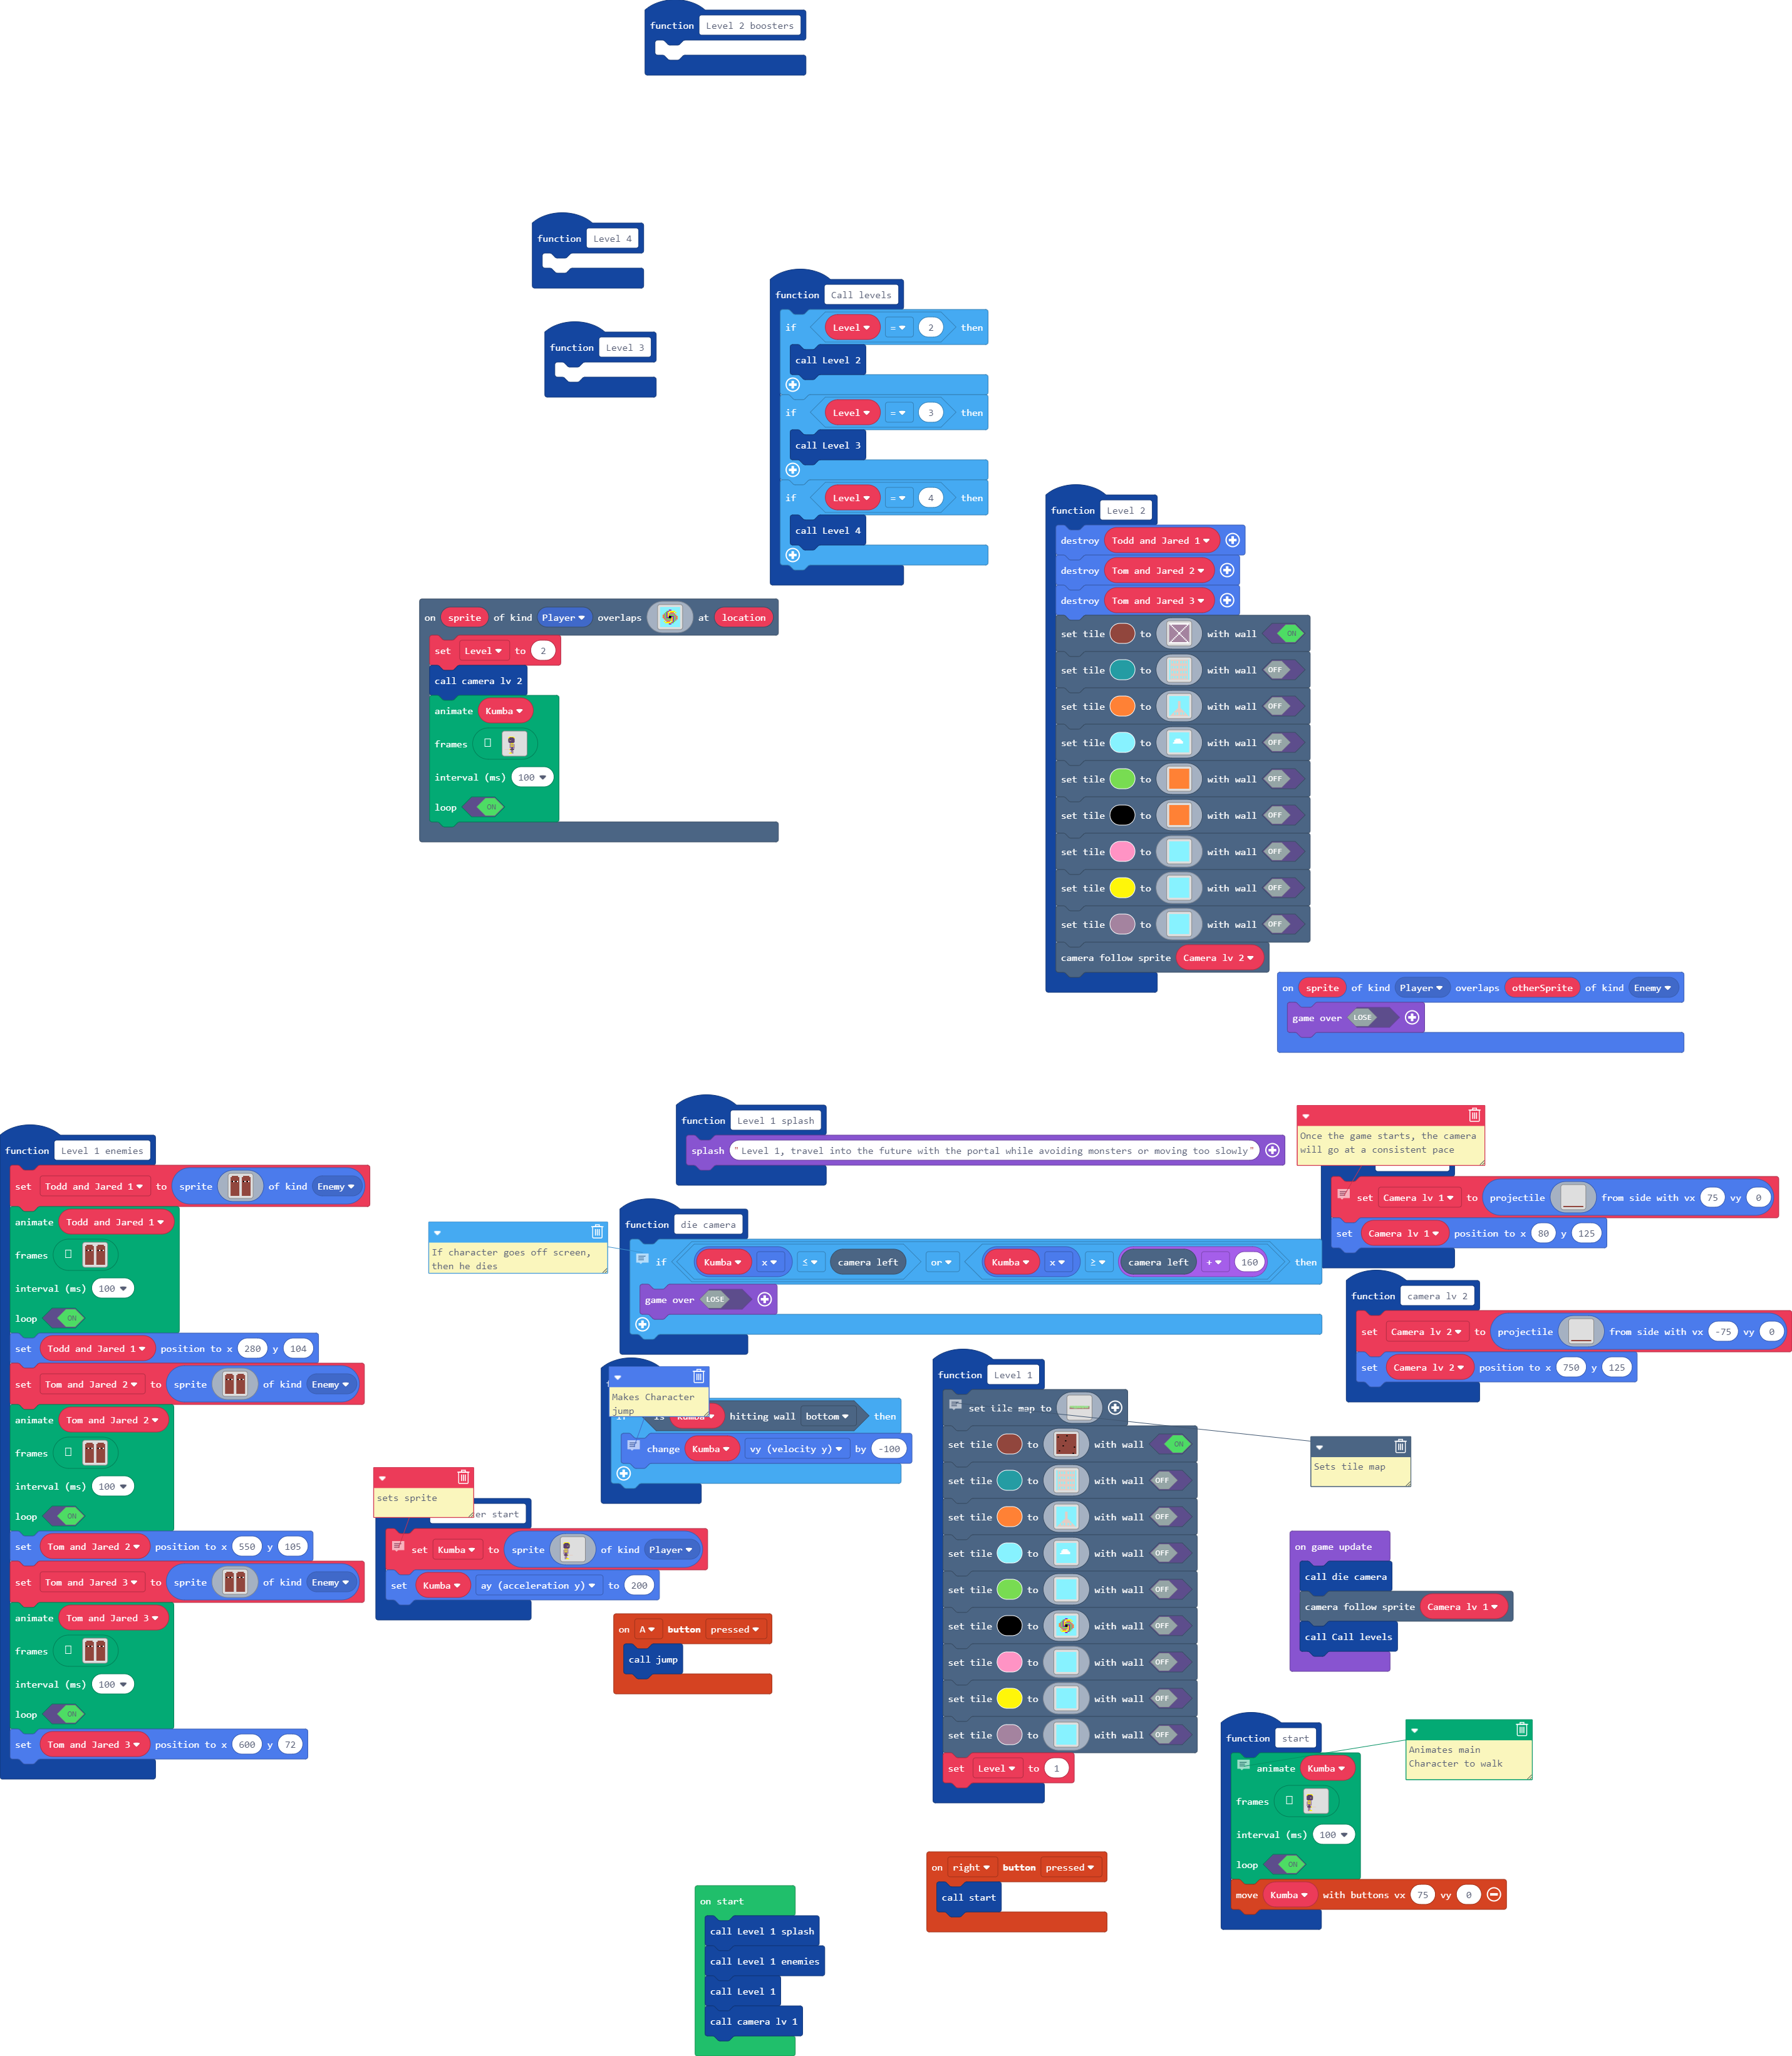 function Level 2 boosters
function Level 4
function Call levels
if Level = 2 then
call Level 2
if Level = 3 then
call Level 3
if Level = 4 then
call Level 4
function Level 3
function Level 2
destroy Todd and Jared 1
destroy Tom and Jared 2
destroy Tom and Jared 3
set tile to with wall ON
set tile to with wall OFF
set tile to with wall OFF
set tile to with wall OFF
set tile to with wall OFF
set tile to with wall OFF
set tile to with wall OFF
set tile to with wall OFF
set tile to with wall OFF
camera follow sprite Camera lv 2
on sprite of kind Player overlaps at location
set Level to 2
call camera lv 2
animate Kumba
frames
interval (ms) 100
loop ON
on sprite of kind Player overlaps otherSprite of kind Enemy
game over LOSE
function Level 1 splash
splash "Level 1, travel into the future with the portal while avoiding monsters or moving too slowly"
Once the game starts, the camera
will go at a consistent pace
set Camera lv 1 to projectile from side with vx 75 vy 0
set Camera lv 1 position to x 80 y 125
function Level 1 enemies
set Todd and Jared 1 to sprite of kind Enemy
animate Todd and Jared 1
frames
interval (ms) 100
loop ON
set Todd and Jared 1 position to x 280 y 104
set Tom and Jared 2 to sprite of kind Enemy
animate Tom and Jared 2
frames
interval (ms) 100
loop ON
set Tom and Jared 2 position to x 550 y 105
set Tom and Jared 3 to sprite of kind Enemy
animate Tom and Jared 3
frames
interval (ms) 100
loop ON
set Tom and Jared 3 position to x 600 y 72
If character goes off screen,
then he dies
function die camera
if Kumba x ≤ camera left or Kumba x ≥ camera left + 160 then
game over LOSE
function camera lv 2
set Camera lv 2 to projectile from side with vx -75 vy 0
set Camera lv 2 position to x 750 y 125
Makes Character
jump
if is Kumba hitting wall bottom then
change Kumba vy (velocity y) by -100
sets sprite
er start
set Kumba to sprite of kind Player
set Kumba ay (acceleration y) to 200
on A button pressed
call jump
function Level 1
set tile map to
set tile to with wall ON
set tile to with wall OFF
set tile to with wall OFF
set tile to with wall OFF
set tile to with wall OFF
set tile to with wall OFF
set tile to with wall OFF
set tile to with wall OFF
set tile to with wall OFF
set Level to 1
Sets tile map
on game update
call die camera
camera follow sprite Camera lv 1
call Call levels
function start
animate Kumba
frames
interval (ms) 100
loop ON
move Kumba with buttons vx 75 vy 0
Animates main
Character to walk
on right button pressed
call start
on start
call Level 1 splash
call Level 1 enemies
call Level 1
call camera lv 1